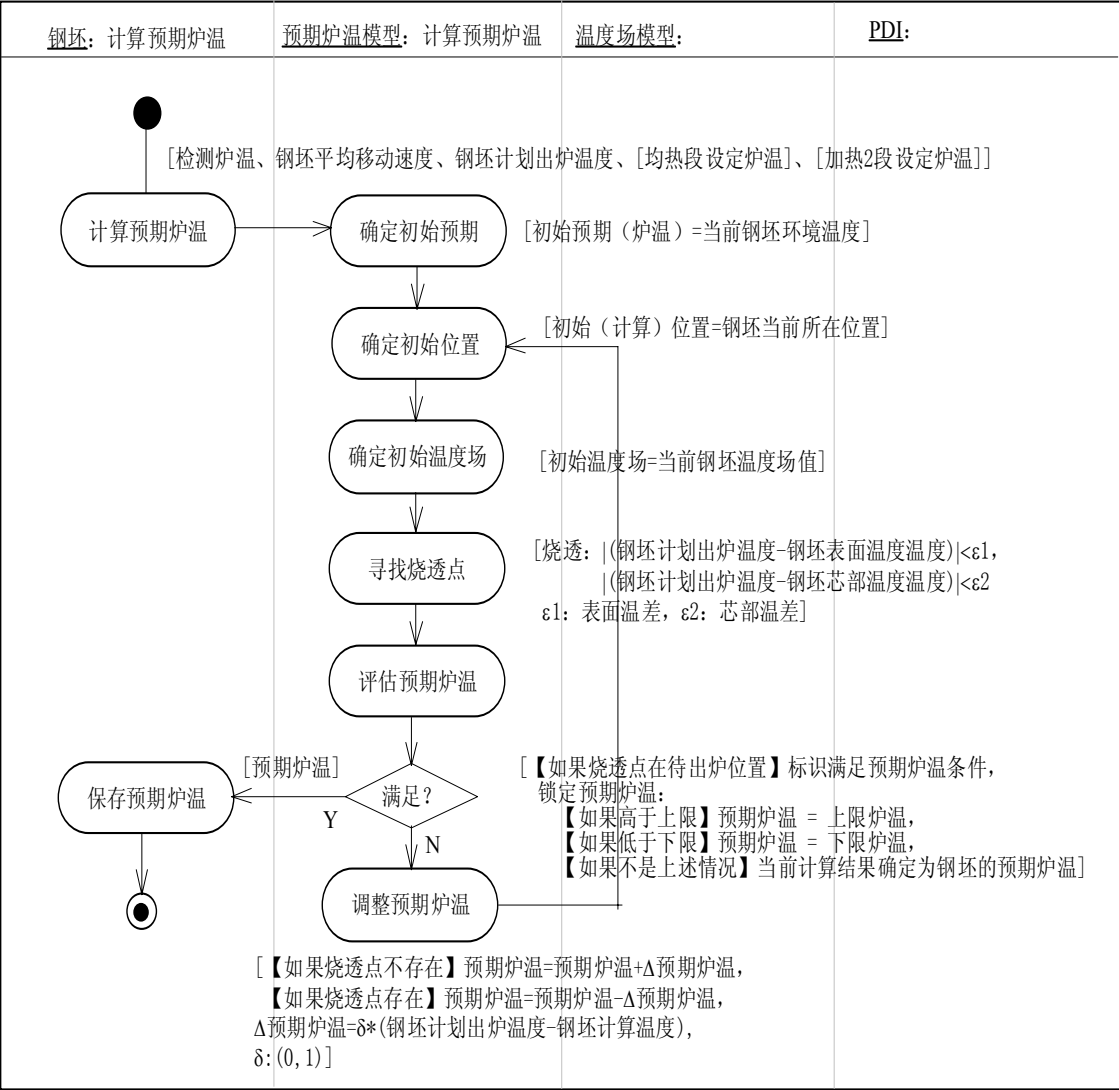 钢坯：计算预期炉温
预期炉温模型：计算预期炉温
温度场模型：
PDI：
[检测炉温、钢坯平均移动速度、钢坯计划出炉温度、[均热段设定炉温]、[加热2段设定炉温]]
计算预期炉温
确定初始预期
[初始预期（炉温）=当前钢坯环境温度]
[初始（计算）位置=钢坯当前所在位置]
确定初始位置
确定初始温度场
[初始温度场=当前钢坯温度场值]
寻找烧透点
[烧透：|(钢坯计划出炉温度-钢坯表面温度温度)|<ε1，
|(钢坯计划出炉温度-钢坯芯部温度温度)|<ε2
ε1：表面温差，ε2：芯部温差]
评估预期炉温
[预期炉温]
保存预期炉温
满足？
Y
N
[【如果烧透点在待出炉位置】标识满足预期炉温条件，
锁定预期炉温：
【如果高于上限】预期炉温 = 上限炉温，
【如果低于下限】预期炉温 = 下限炉温，
【如果不是上述情况】当前计算结果确定为钢坯的预期炉温]
调整预期炉温
[【如果烧透点不存在】预期炉温=预期炉温+Δ预期炉温，
【如果烧透点存在】预期炉温=预期炉温-Δ预期炉温，
Δ预期炉温=δ*(钢坯计划出炉温度-钢坯计算温度)，
δ:(0,1)]